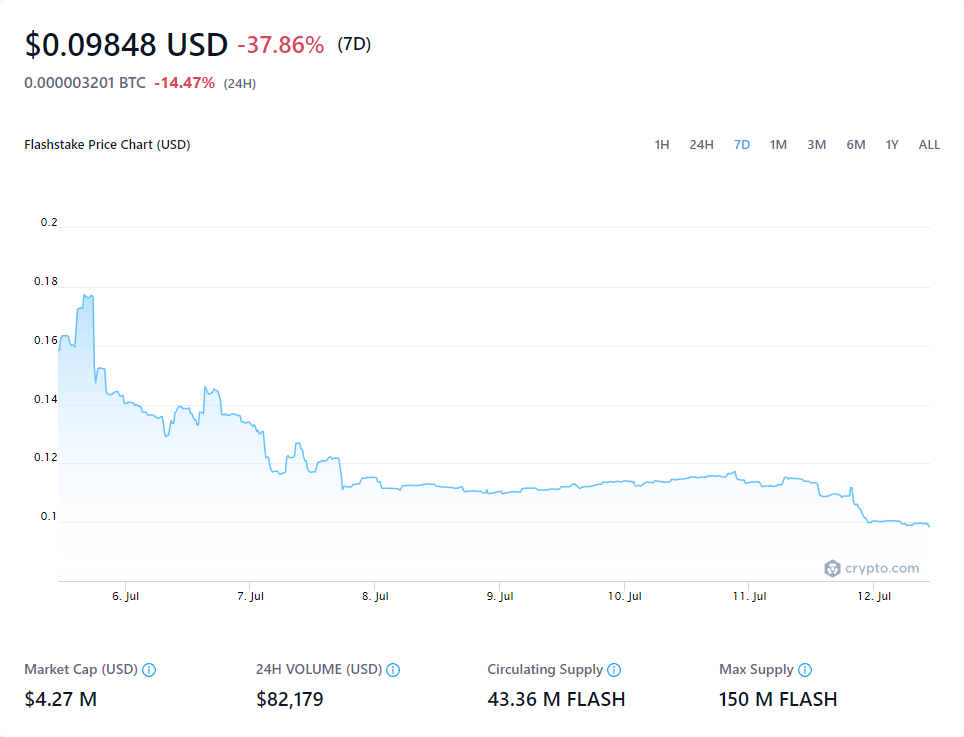 $0.09848 USD -37.86% (7D)
0.000003201 BTC -14.47% (24H)
Flashstake Price Chart (USD) 1H 24H 7D 1M 3M 6M 1Y ALL
0.2
0.18
0.16
0.14
0.12
0.1
crypto.com
6. Jul 7. Jul 8. Jul 9. Jul 10. Jul 11. Jul 12. Jul
Market Cap (USD) 24H VOLUME (USD) Circulating Supply Max Supply
$4.27 M $82,179 43.36 M FLASH 150 M FLASH